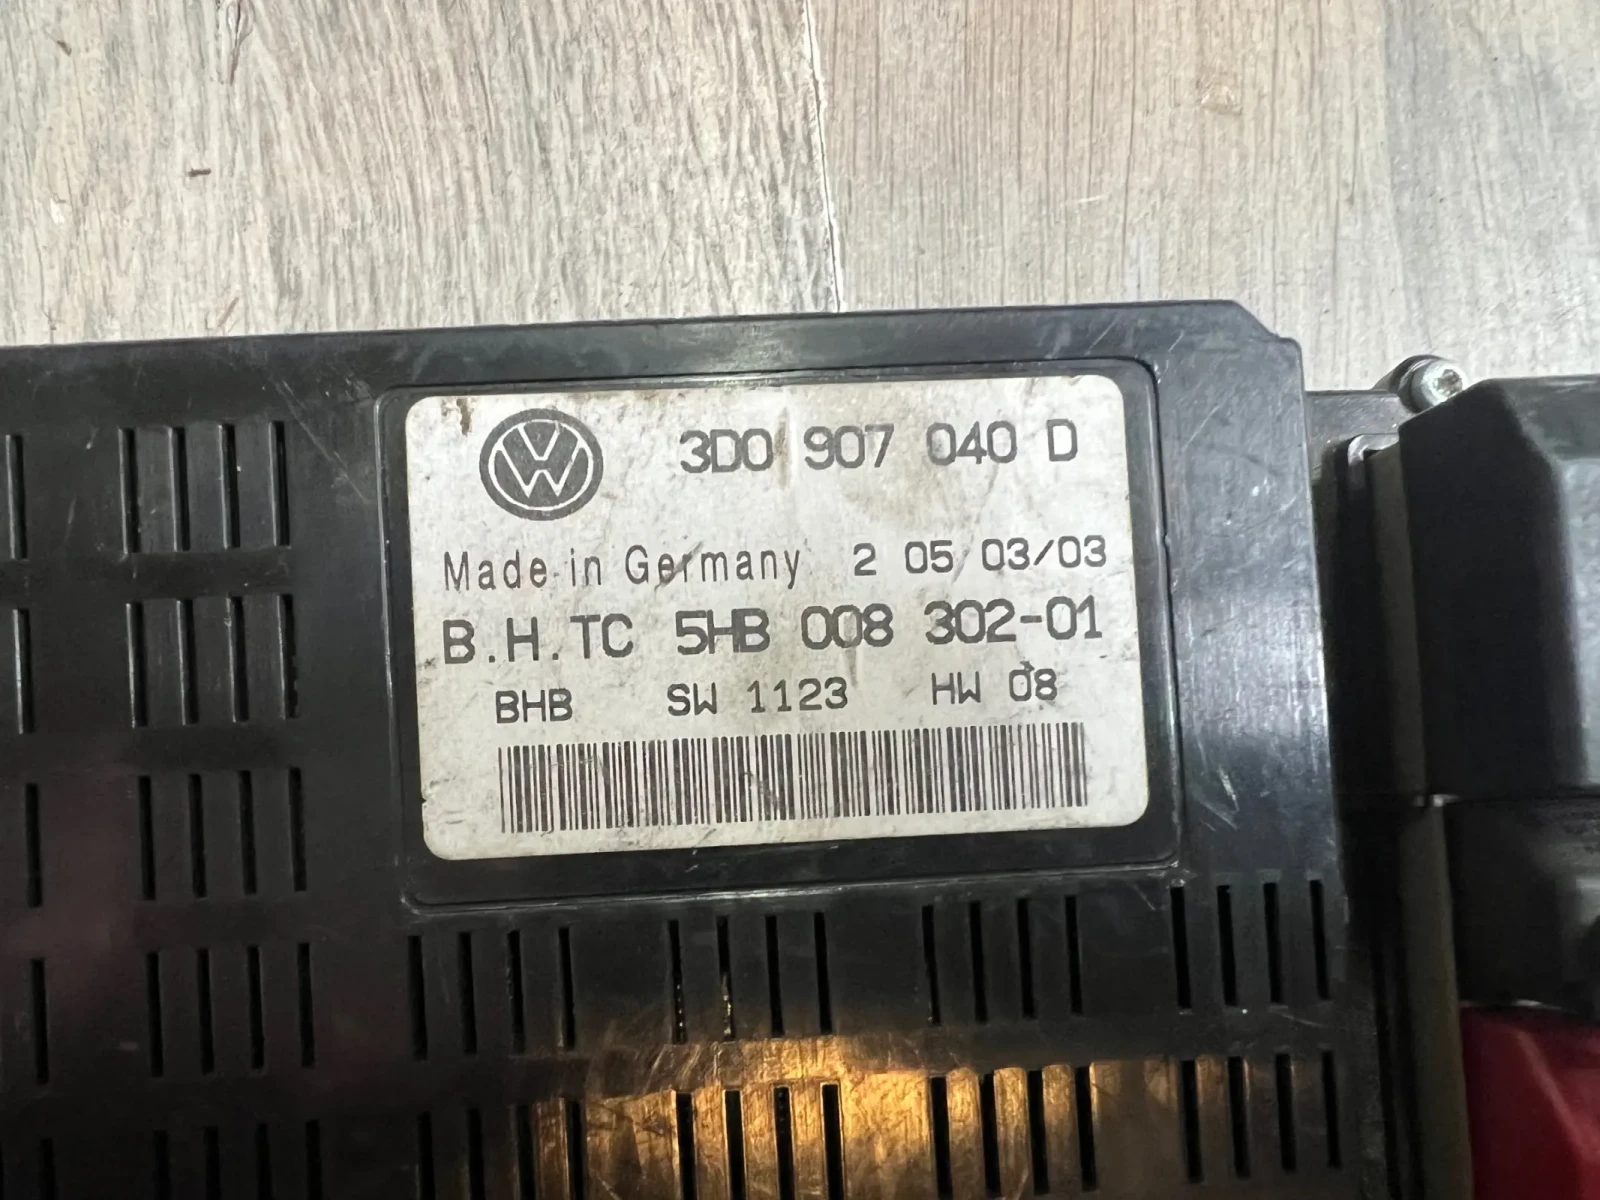 3D0 907 040 D
Made in Germany 2 05 03/03
B.H.TC 5HB 008 302-01
BHB SW 1123 HW 08